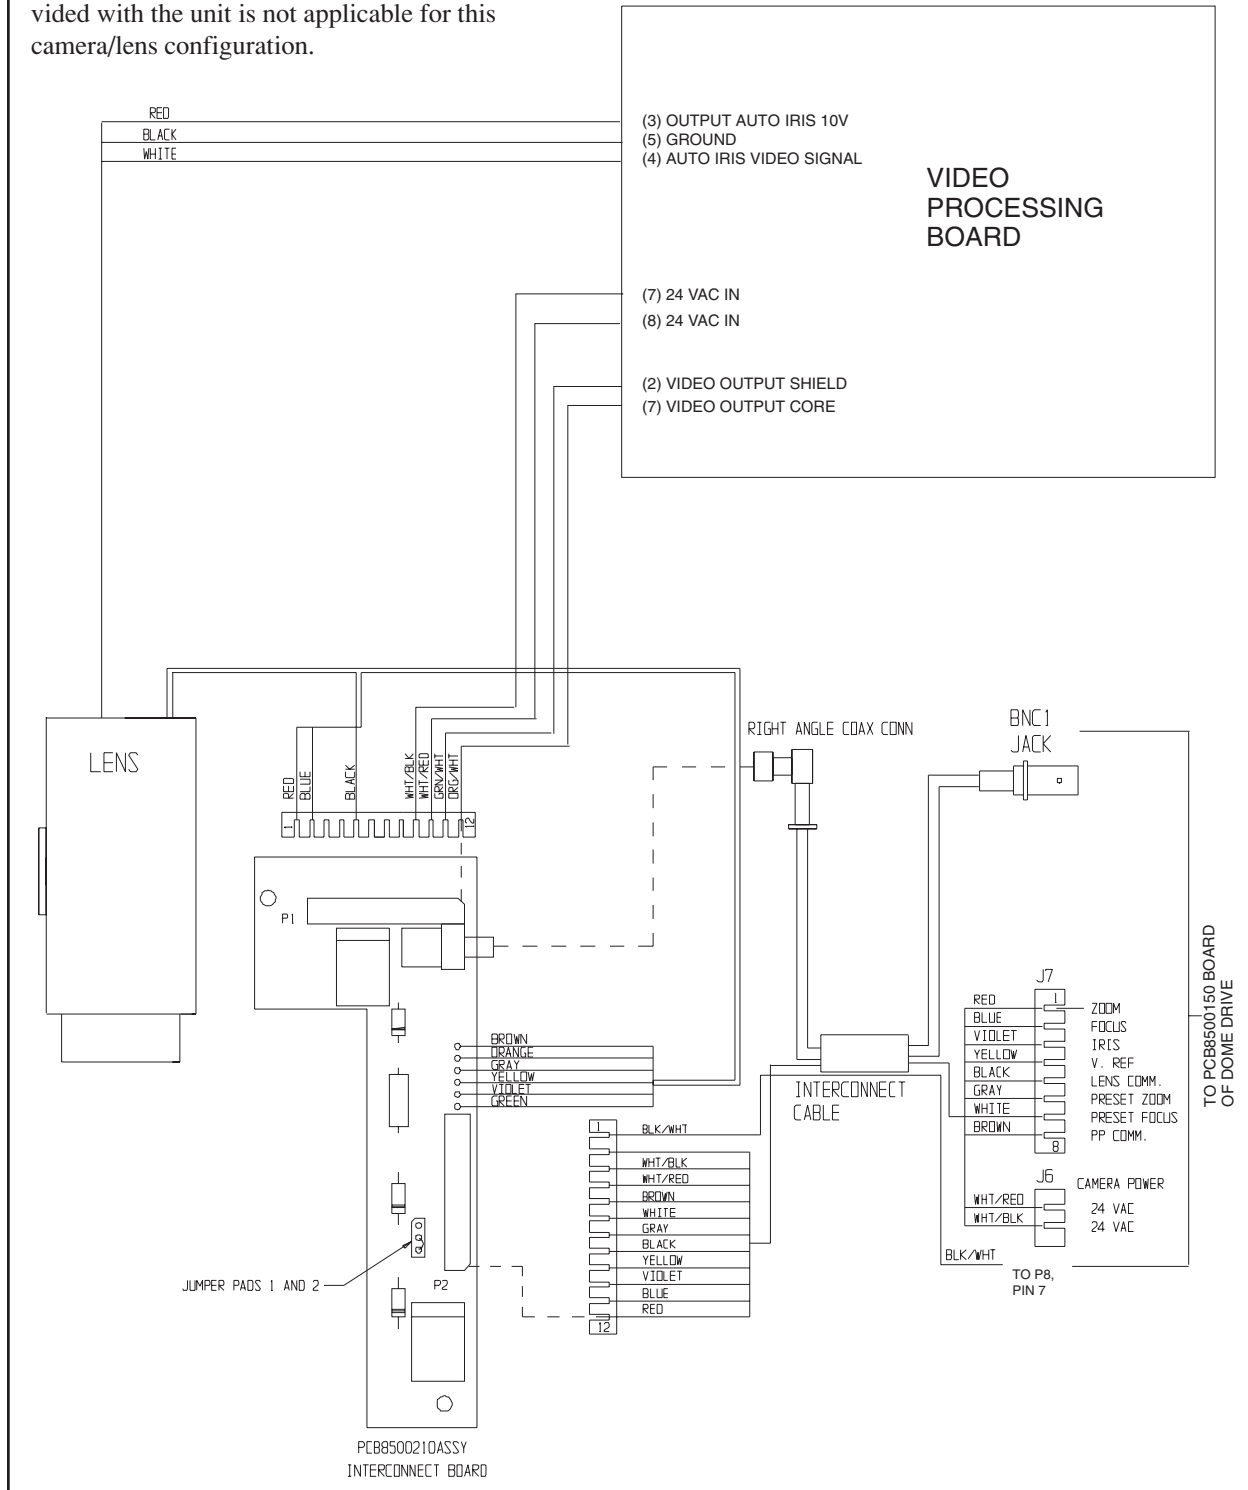 vided with the unit is not applicable for this
camera/lens configuration.
RED
BLACK
WHITE
(3) OUTPUT AUTO IRIS 10V
(5) GROUND
(4) AUTO IRIS VIDEO SIGNAL
VIDEO
PROCESSING
BOARD
(7) 24 VAC IN
(8) 24 VAC IN
(2) VIDEO OUTPUT SHIELD
(7) VIDEO OUTPUT CORE
LENS
RED
BLUE
BLACK
WHT/BLK
WHT/RED
GRN/WHT
ORG/WHT
1
12
RIGHT ANGLE COAX CONN
BNC1
JACK
P1
BROWN
ORANGE
GRAY
YELLOW
VIOLET
GREEN
INTERCONNECT
CABLE
J7
RED
BLUE
VIOLET
YELLOW
BLACK
GRAY
WHITE
BROWN
1
8
ZOOM
FOCUS
IRIS
V. REF
LENS COMM.
PRESET ZOOM
PRESET FOCUS
PP COMM.
TO PCB8500150 BOARD
OF DOME DRIVE
J6
CAMERA POWER
WHT/RED
WHT/BLK
24 VAC
24 VAC
BLK/WHT
TO P8,
PIN 7
1
BLK/WHT
WHT/BLK
WHT/RED
BROWN
WHITE
GRAY
BLACK
YELLOW
VIOLET
BLUE
RED
12
JUMPER PADS 1 AND 2
P2
PCB8500210ASSY
INTERCONNECT BOARD